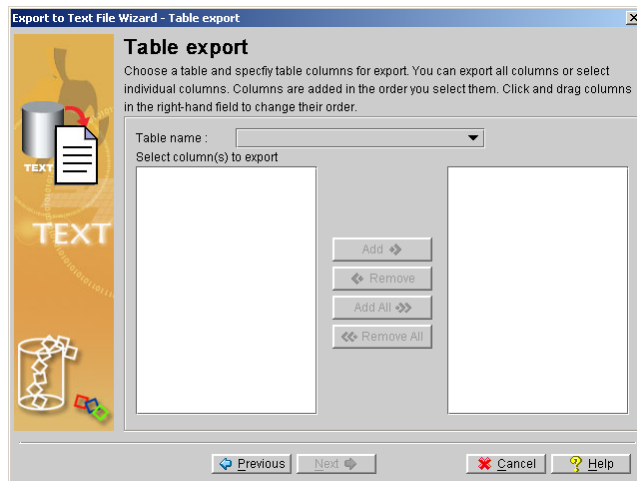 Export to Text File Wizard - Table export
Table export
Choose a table and specfiy table columns for export. You can export all columns or select
individual columns. Columns are added in the order you select them. Click and drag columns
in the right-hand field to change their order.
Table name :
Select column(s) to export
TEXT
TEXT
Add
Remove
Add All
Remove All
Previous
Next
Cancel
Help